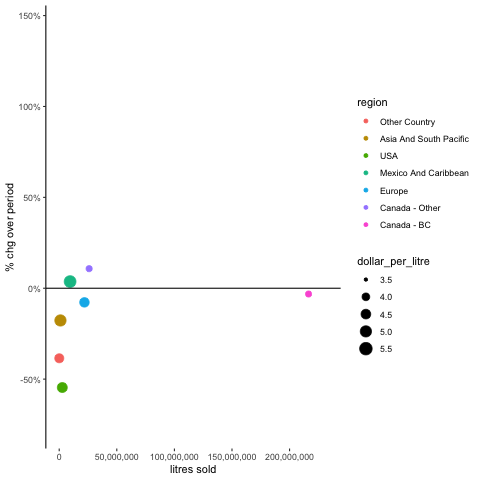 150%
100%
50%
0%
-50%
% chg over period
0
50,000,000
100,000,000
150,000,000
200,000,000
litres sold
region
Other Country
Asia And South Pacific
USA
Mexico And Caribbean
Europe
Canada - Other
Canada - BC
dollar_per_litre
3.5
4.0
4.5
5.0
5.5